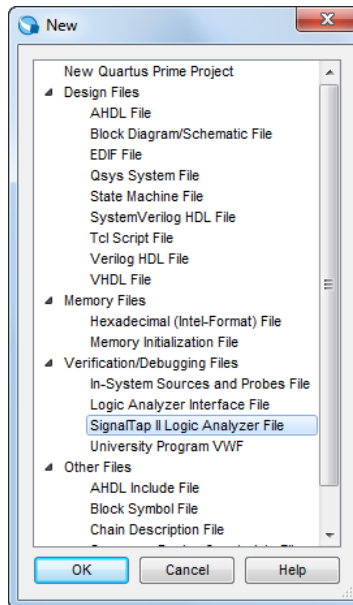 New
New Quartus Prime Project
Design Files
AHDL File
Block Diagram/Schematic File
EDIF File
Qsys System File
State Machine File
SystemVerilog HDL File
Tcl Script File
Verilog HDL File
VHDL File
Memory Files
Hexadecimal (Intel-Format) File
Memory Initialization File
Verification/Debugging Files
In-System Sources and Probes File
Logic Analyzer Interface File
SignalTap II Logic Analyzer File
University Program VWF
Other Files
AHDL Include File
Block Symbol File
Chain Description File
OK Cancel Help